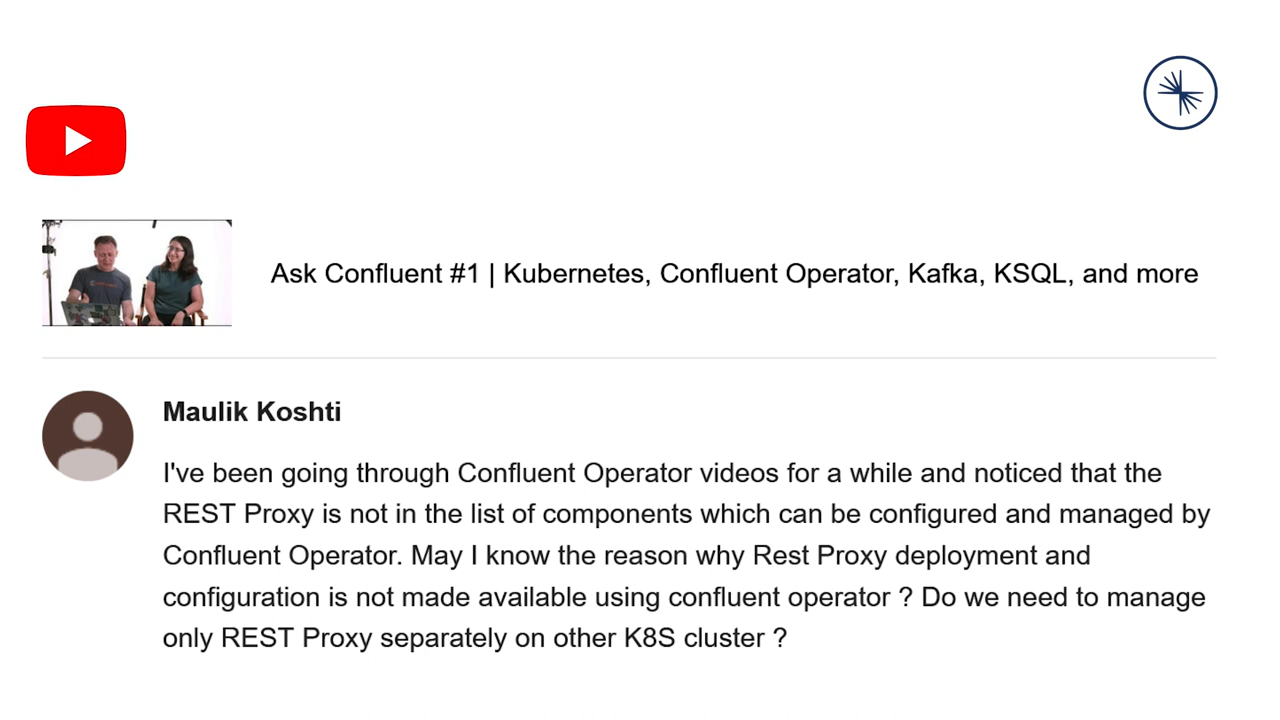 Ask Confluent #1 | Kubernetes, Confluent Operator, Kafka, KSQL, and more
Maulik Koshti
I've been going through Confluent Operator videos for a while and noticed that the
REST Proxy is not in the list of components which can be configured and managed by
Confluent Operator. May I know the reason why Rest Proxy deployment and
configuration is not made available using confluent operator ? Do we need to manage
only REST Proxy separately on other K8S cluster ?